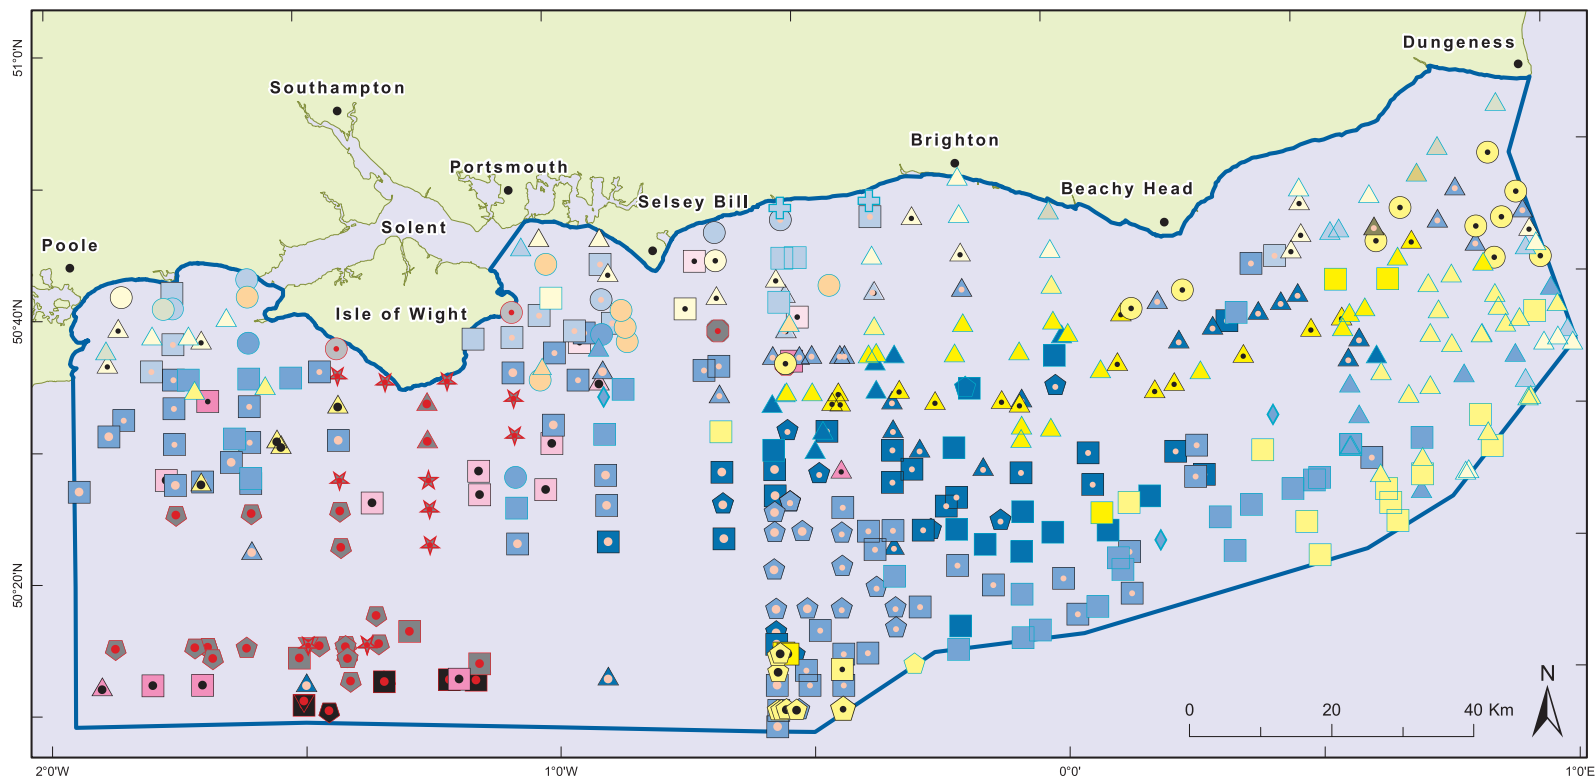 Dungeness
51°0'N
Southampton
Brighton
Portsmouth
Beachy Head
Selsey Bill
Solent
Poole
Isle of Wight
50°40'N
50°20'N
N
0 20 40 Km
2°0'W 1°0'W 0°0' 1°0'E